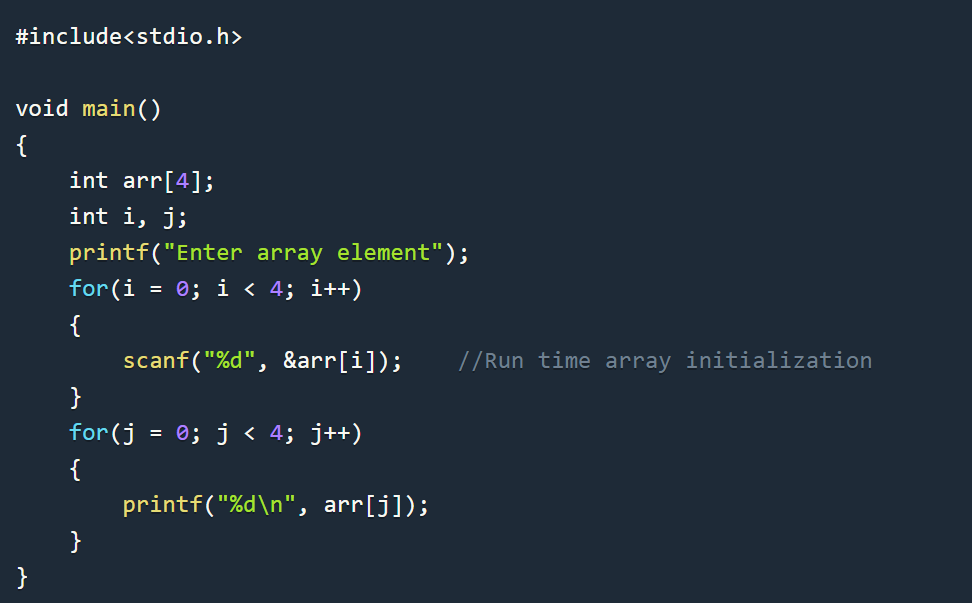 #include<stdio.h>

void main()
{
    int arr[4];
    int i, j;
    printf("Enter array element");
    for(i = 0; i < 4; i++)
    {
        scanf("%d", &arr[i]);    //Run time array initialization
    }
    for(j = 0; j < 4; j++)
    {
        printf("%d\n", arr[j]);
    }
}